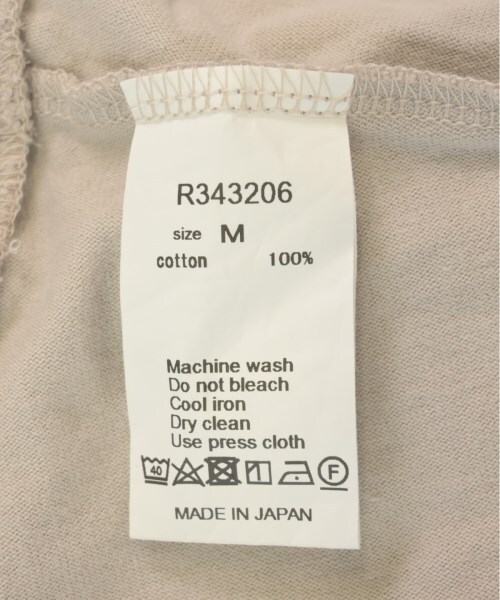 R343206
size M
cotton 100%
Machine wash
Do not bleach
Cool iron
Dry clean
Use press cloth
40 F
MADE IN JAPAN